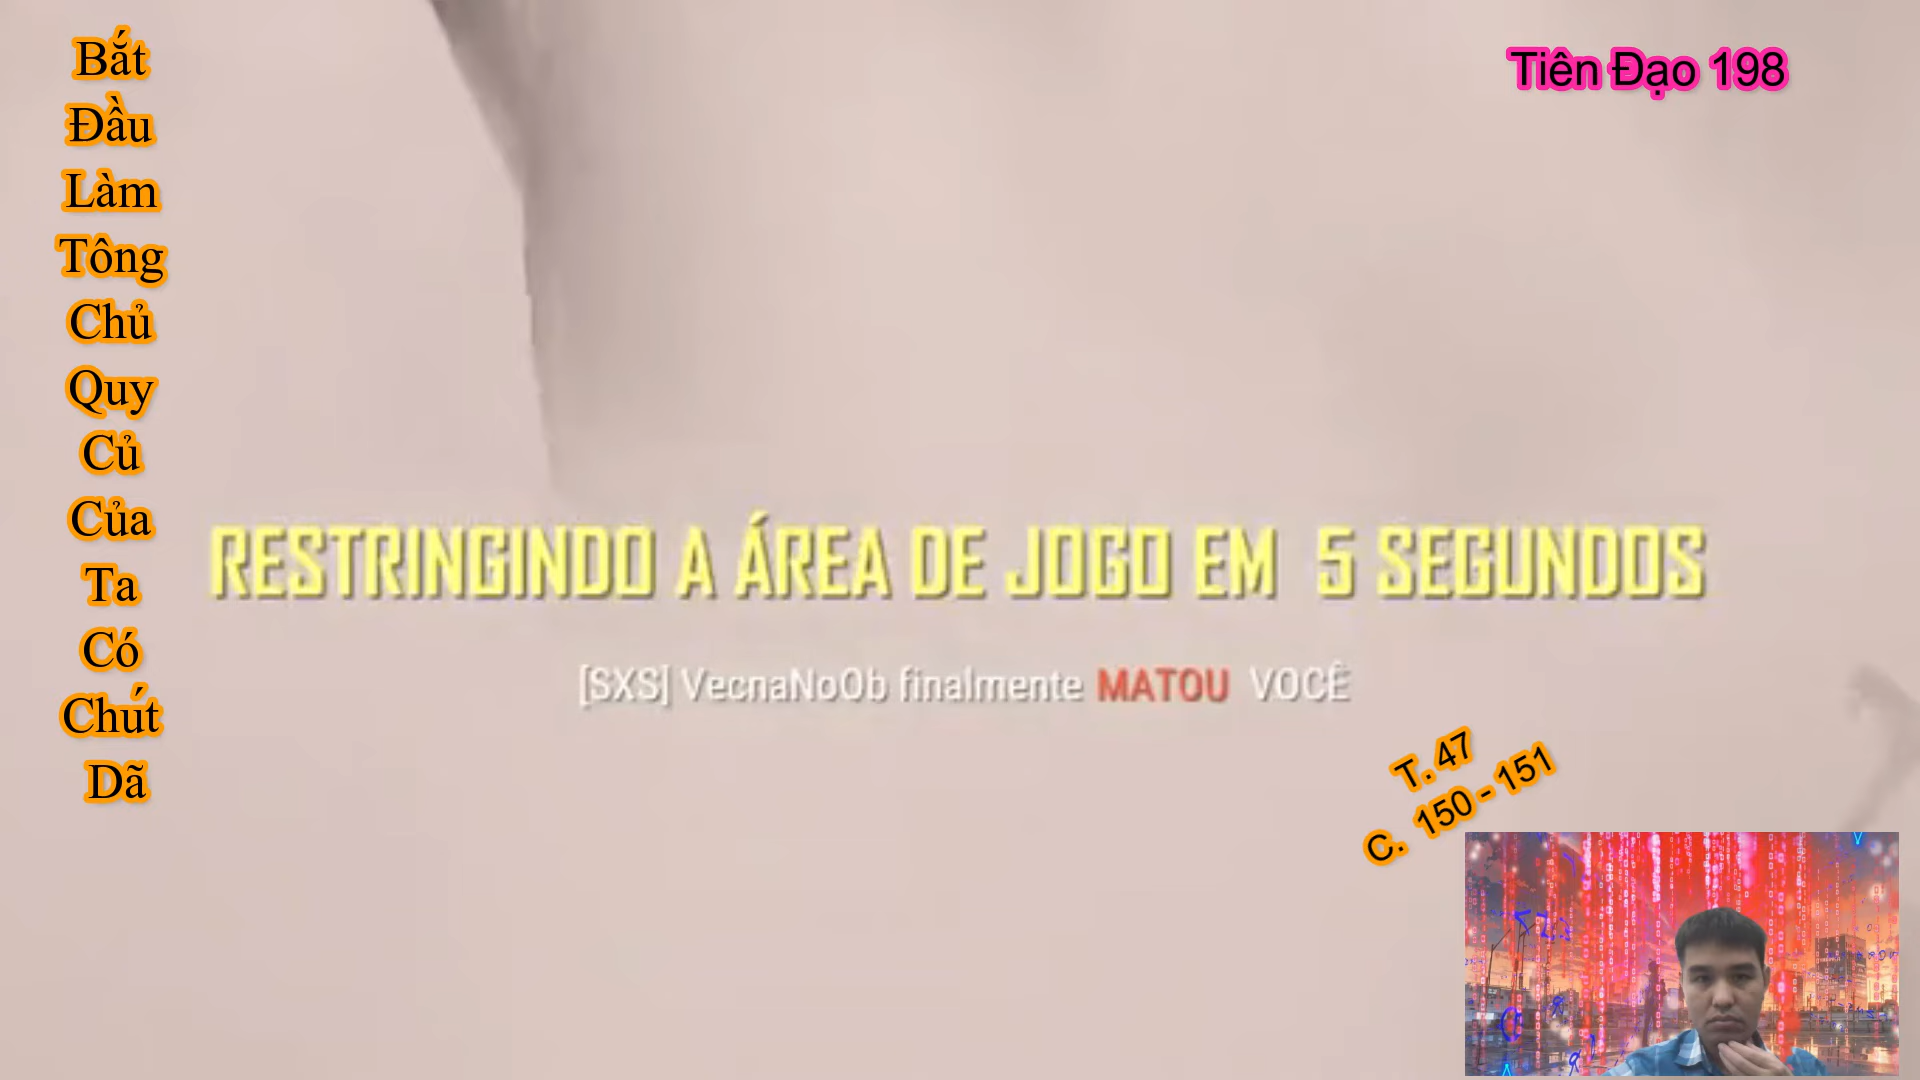 Bắt
Đầu
Làm
Tông
Chủ
Quy
Củ
Của
Ta
Có
Chút
Dã
Tiên Đạo 198
RESTRINGINDO A ÁREA DE JOGO EM 5 SEGUNDOS
[SXS] VecnaNoOb finalmente MATOU VOCÊ
T. 47
C. 150 - 151